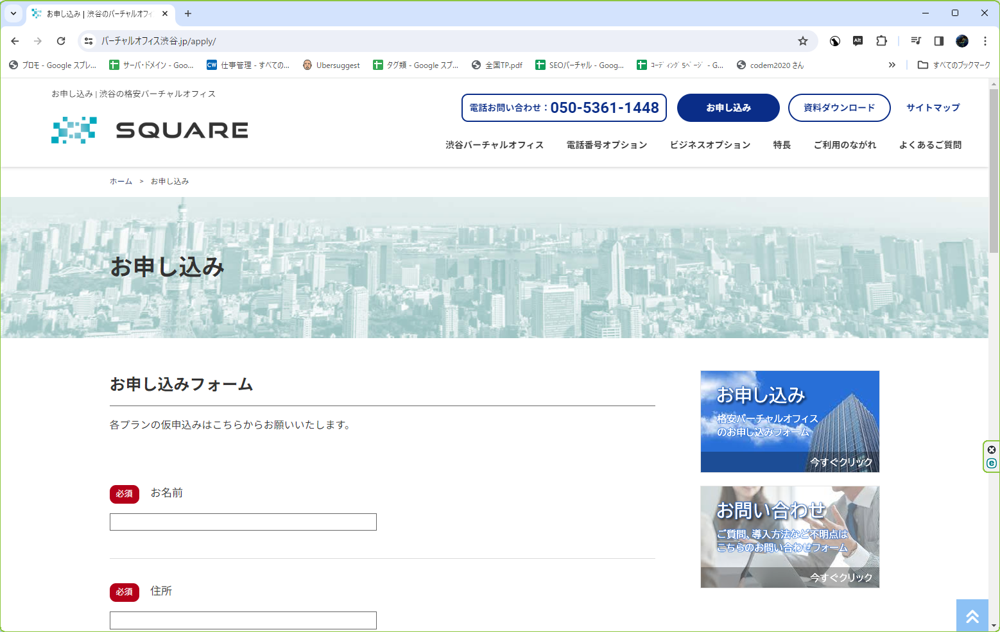 お申し込み | 渋谷のバーチャルオフィ
バーチャルオフィス渋谷.jp/apply/
Alt
プロモ - Google スプレ...
サーバ・ドメイン - Goo...
CW 仕事管理 - すべての...
Ubersuggest
タグ類 - Google スプ...
全国TP.pdf
SEOバーチャル - Goog...
ｺｰﾃﾞｨﾝｸﾞ 5ﾍﾟｰｼﾞ - G...
codem2020 さん
すべてのブックマーク
お申し込み | 渋谷の格安バーチャルオフィス
SQUARE
電話お問い合わせ：050-5361-1448
お申し込み
資料ダウンロード
サイトマップ
渋谷バーチャルオフィス
電話番号オプション
ビジネスオプション
特長
ご利用のながれ
よくあるご質問
ホーム > お申し込み
お申し込み
お申し込みフォーム
各プランの仮申込みはこちらからお願いいたします。
必須 お名前
必須 住所
お申し込み
格安バーチャルオフィス
のお申し込みフォーム
今すぐクリック
お問い合わせ
ご質問、導入方法など不明点は
こちらのお問い合わせフォーム
今すぐクリック